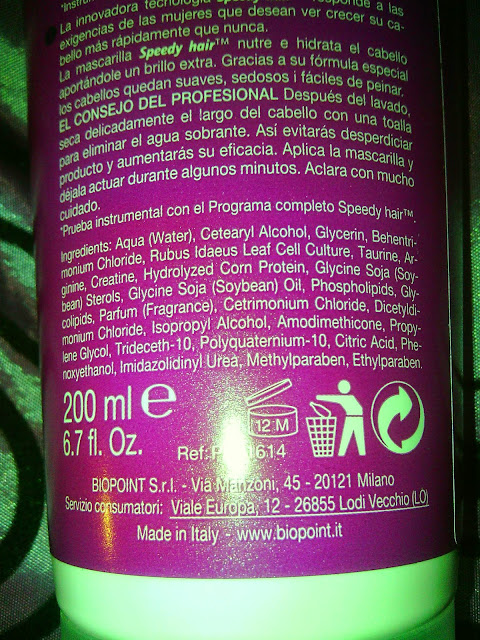 La innovadora tecnología responde a las
exigencias de las mujeres que desean ver crecer su ca-
bello más rápidamente que nunca.
La mascarilla Speedy hair™ nutre e hidrata el cabello
aportándole un brillo extra. Gracias a su fórmula especial
los cabellos quedan suaves, sedosos i fáciles de peinar.
EL CONSEJO DEL PROFESIONAL Después del lavado,
seca delicadamente el largo del cabello con una toalla
para eliminar el agua sobrante. Así evitarás desperdiciar
producto y aumentarás su eficacia. Aplica la mascarilla y
déjala actuar durante algunos minutos. Aclara con mucho
cuidado.
*Prueba instrumental con el Programa completo Speedy hair™.
Ingredients: Aqua (Water), Cetearyl Alcohol, Glycerin, Behentri-
monium Chloride, Rubus Idaeus Leaf Cell Culture, Taurine, Ar-
ginine, Creatine, Hydrolyzed Corn Protein, Glycine Soja (Soy-
bean) Sterols, Glycine Soja (Soybean) Oil, Phospholipids, Gly-
colipids, Parfum (Fragrance), Cetrimonium Chloride, Dicetyldi-
monium Chloride, Isopropyl Alcohol, Amodimethicone, Propy-
lene Glycol, Trideceth-10, Polyquaternium-10, Citric Acid, Phe-
noxyethanol, Imidazolidinyl Urea, Methylparaben, Ethylparaben.
200 ml e
6.7 fl. Oz.
12 M
Ref: 1614
BIOPOINT S.r.l. - Via Manzoni, 45 - 20121 Milano
Servizio consumatori: Viale Europa, 12 - 26855 Lodi Vecchio (LO)
Made in Italy - www.biopoint.it